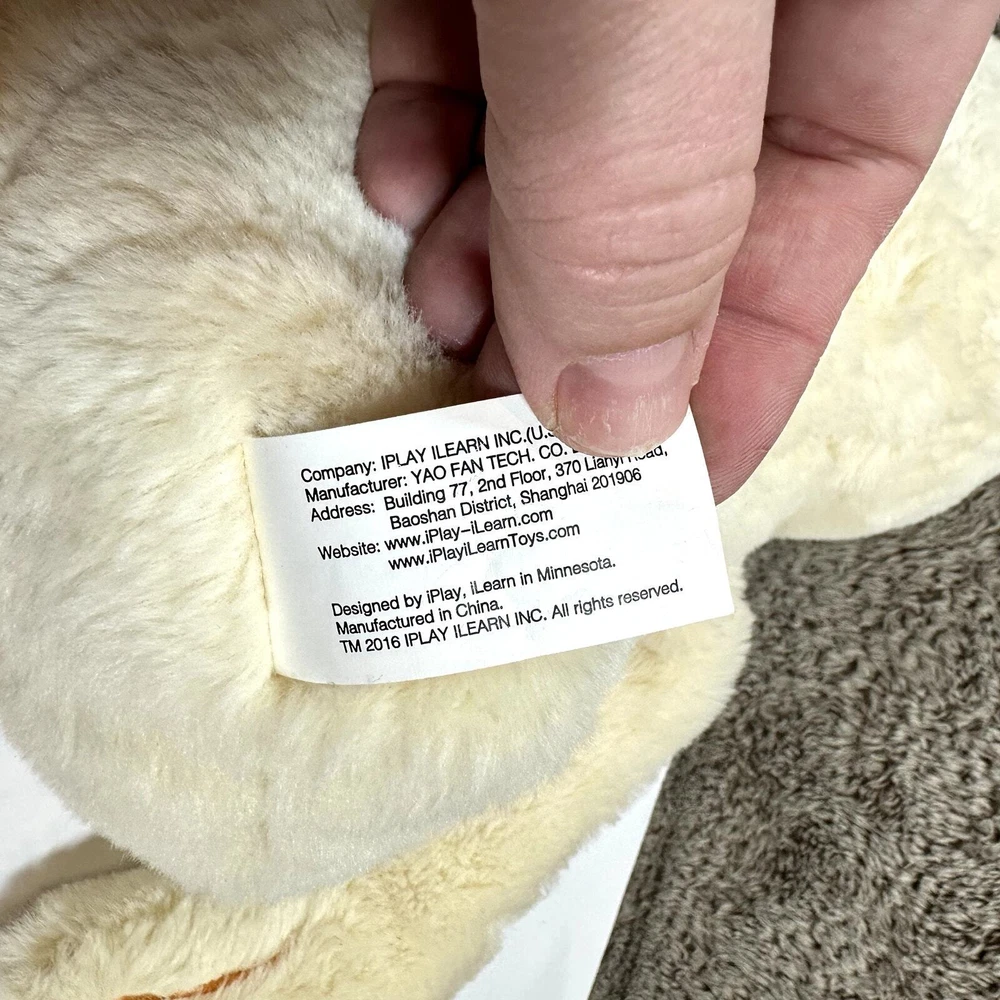 Company: IPLAY ILEARN INC.(U.S
Manufacturer: YAO FAN TECH. CO.
Address: Building 77, 2nd Floor, 370 Lianyi Road,
Baoshan District, Shanghai 201906
Website: www.iPlay-iLearn.com
www.iPlayiLearnToys.com
Designed by iPlay, iLearn in Minnesota.
Manufactured in China.
TM 2016 IPLAY ILEARN INC. All rights reserved.